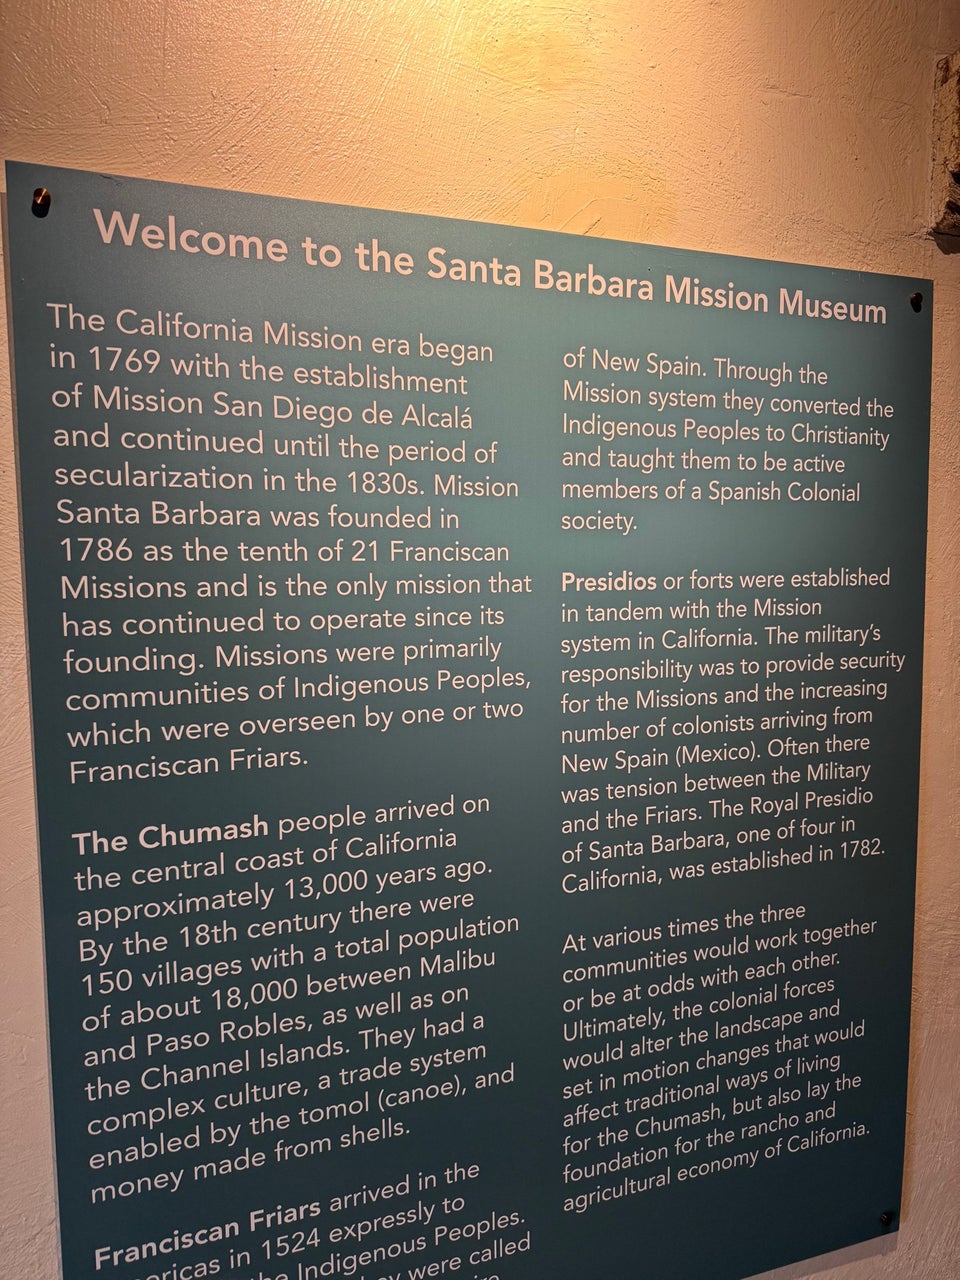 Welcome to the Santa Barbara Mission Museum
The California Mission era began
in 1769 with the establishment
of Mission San Diego de Alcalá
and continued until the period of
secularization in the 1830s. Mission
Santa Barbara was founded in
1786 as the tenth of 21 Franciscan
Missions and is the only mission that
has continued to operate since its
founding. Missions were primarily
communities of Indigenous Peoples,
which were overseen by one or two
Franciscan Friars.
The Chumash people arrived on
the central coast of California
approximately 13,000 years ago.
By the 18th century there were
150 villages with a total population
of about 18,000 between Malibu
and Paso Robles, as well as on
the Channel Islands. They had a
complex culture, a trade system
enabled by the tomol (canoe), and
money made from shells.
Franciscan Friars arrived in the
in 1524 expressly to
Indigenous Peoples.
were called
of New Spain. Through the
Mission system they converted the
Indigenous Peoples to Christianity
and taught them to be active
members of a Spanish Colonial
society.
Presidios or forts were established
in tandem with the Mission
system in California. The military's
responsibility was to provide security
for the Missions and the increasing
number of colonists arriving from
New Spain (Mexico). Often there
was tension between the Military
and the Friars. The Royal Presidio
of Santa Barbara, one of four in
California, was established in 1782.
At various times the three
communities would work together
or be at odds with each other.
Ultimately, the colonial forces
would alter the landscape and
set in motion changes that would
affect traditional ways of living
for the Chumash, but also lay the
foundation for the rancho and
agricultural economy of California.